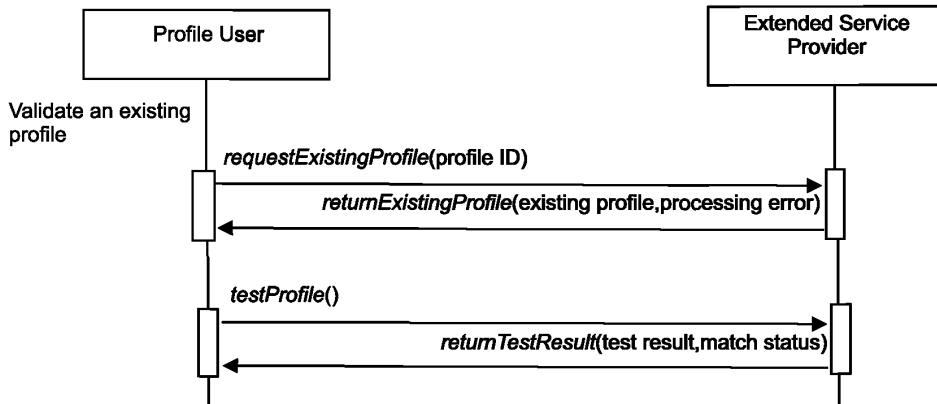 Profile User
Extended Service
Provider
Validate an existing
profile
requestExistingProfile(profile ID)
returnExistingProfile(existing profile,processing error)
testProfile()
returnTestResult(test result,match status)